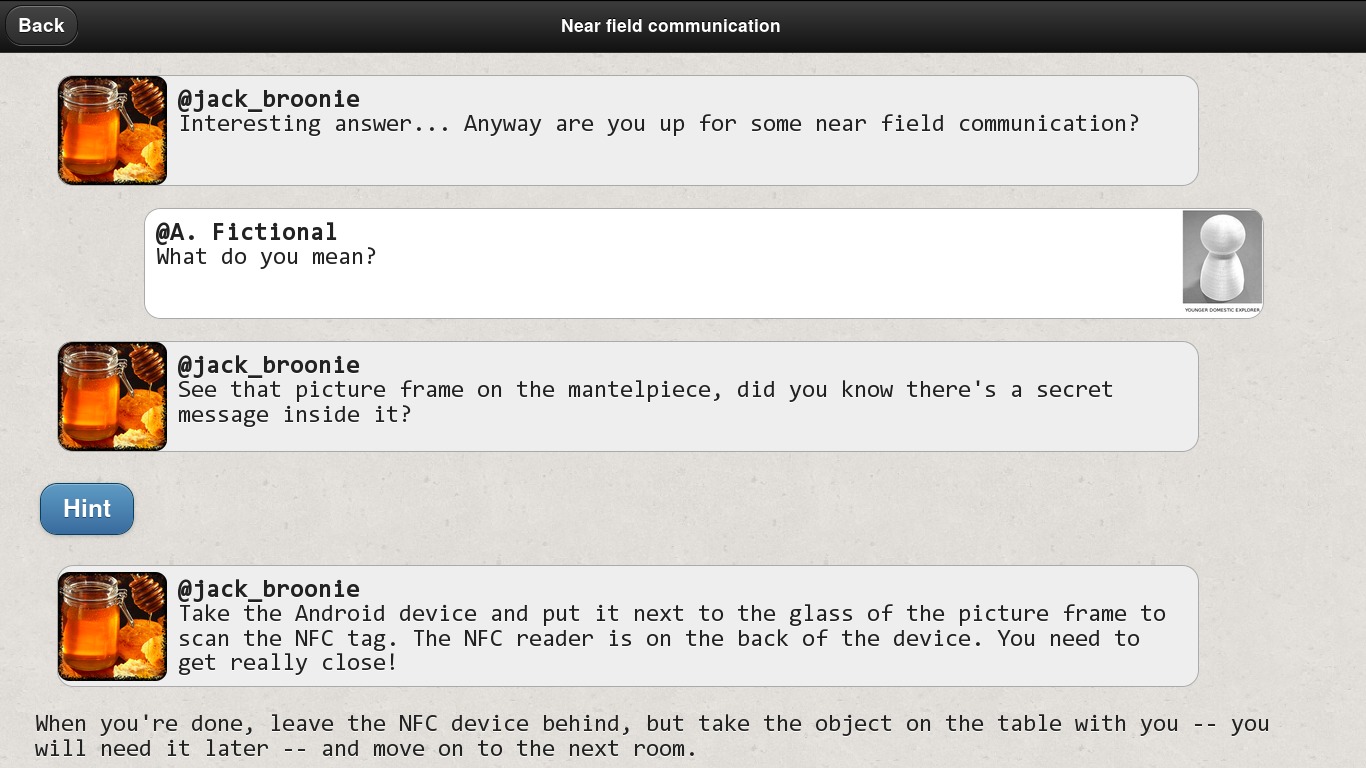 Back
Near field communication
@jack_broonie
Interesting answer... Anyway are you up for some near field communication?
@A. Fictional
What do you mean?
YOUNGER DOMESTIC EXPLORER
@jack_broonie
See that picture frame on the mantelpiece, did you know there's a secret
message inside it?
Hint
@jack_broonie
Take the Android device and put it next to the glass of the picture frame to
scan the NFC tag. The NFC reader is on the back of the device. You need to
get really close!
When you're done, leave the NFC device behind, but take the object on the table with you -- you
will need it later -- and move on to the next room.